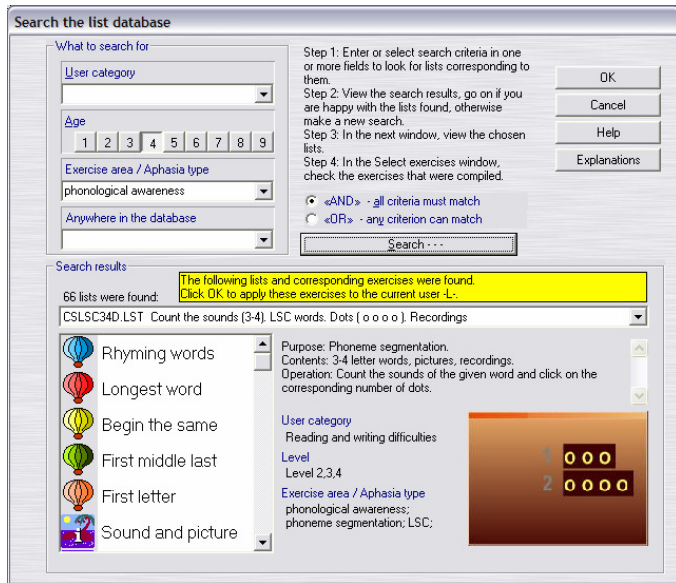 Search the list database
What to search for
User category
Age
1 2 3 4 5 6 7 8 9
Exercise area / Aphasia type
phonological awareness
Anywhere in the database
Step 1: Enter or select search criteria in one
or more fields to look for lists corresponding to
them.
Step 2: View the search results, go on if you
are happy with the lists found, otherwise
make a new search.
Step 3: In the next window, view the chosen
lists.
Step 4: In the Select exercises window,
check the exercises that were compiled.
«AND» - all criteria must match
«OR» - any criterion can match
Search - - -
OK
Cancel
Help
Explanations
Search results
66 lists were found:
The following lists and corresponding exercises were found.
Click OK to apply these exercises to the current user -L-.
CSLSC34D.LST Count the sounds (3-4). LSC words. Dots ( o o o o ). Recordings
Rhyming words
Longest word
Begin the same
First middle last
First letter
Sound and picture
Purpose: Phoneme segmentation.
Contents: 3-4 letter words, pictures, recordings.
Operation: Count the sounds of the given word and click on the
corresponding number of dots.
User category
Reading and writing difficulties
Level
Level 2,3,4
Exercise area / Aphasia type
phonological awareness;
phoneme segmentation; LSC;
1 o o o
2 o o o o